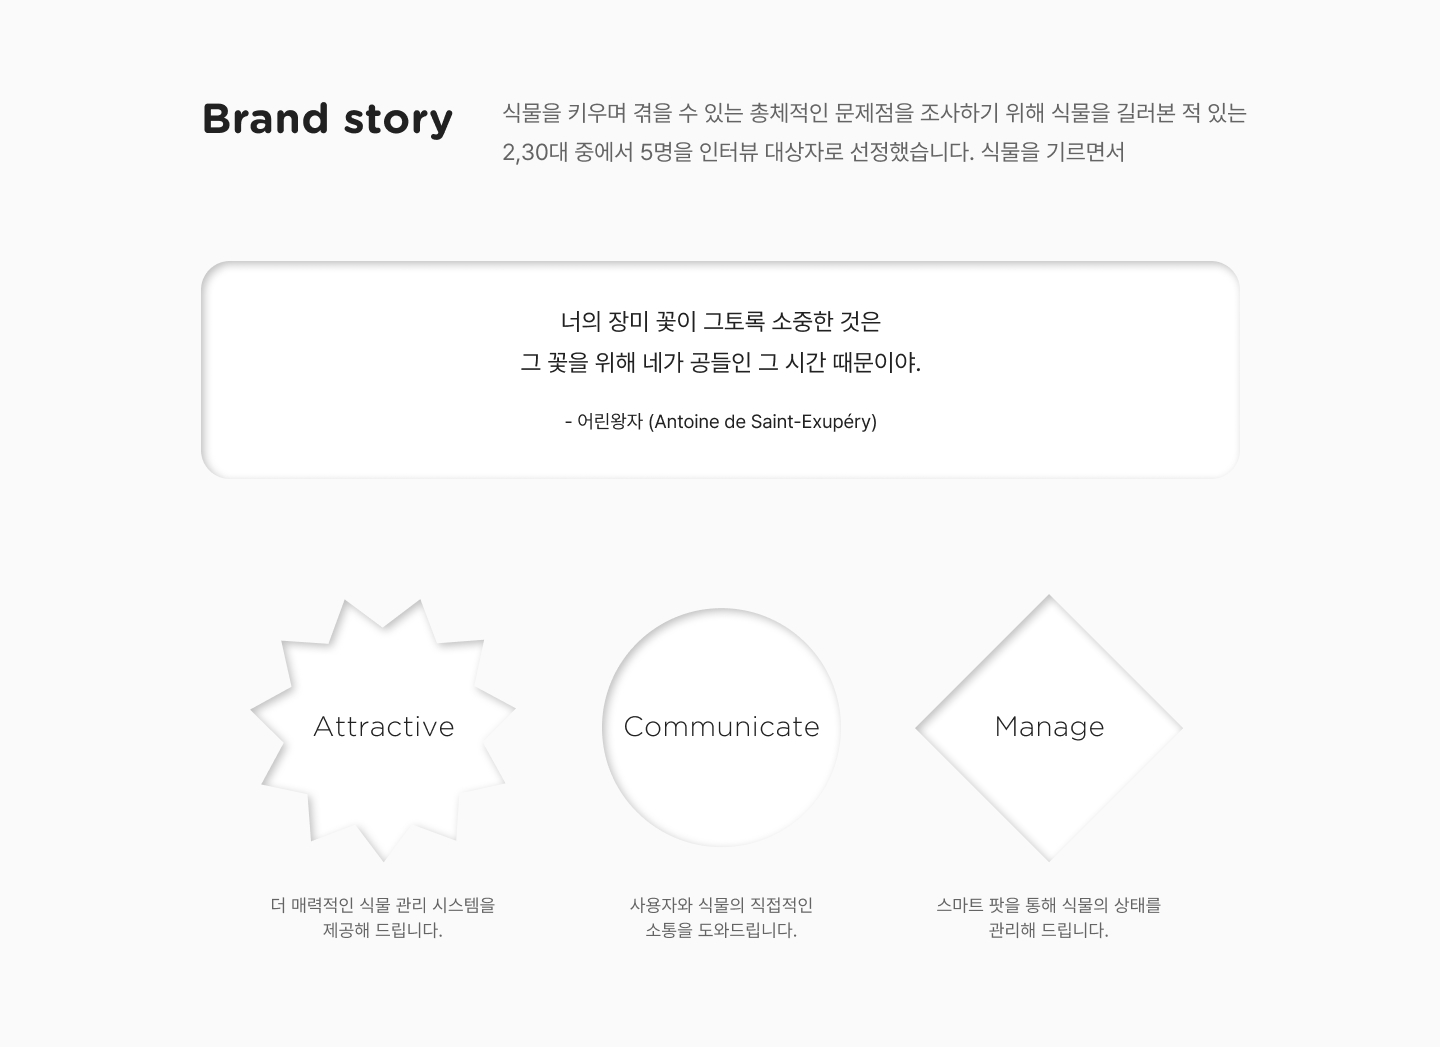 Brand story
식물을 키우며 겪을 수 있는 총체적인 문제점을 조사하기 위해 식물을 길러본 적 있는
2,30대 중에서 5명을 인터뷰 대상자로 선정했습니다. 식물을 기르면서
너의 장미 꽃이 그토록 소중한 것은
그 꽃을 위해 네가 공들인 그 시간 때문이야.
- 어린왕자 (Antoine de Saint-Exupéry)
Attractive
더 매력적인 식물 관리 시스템을
제공해 드립니다.
Communicate
사용자와 식물의 직접적인
소통을 도와드립니다.
Manage
스마트 팟을 통해 식물의 상태를
관리해 드립니다.